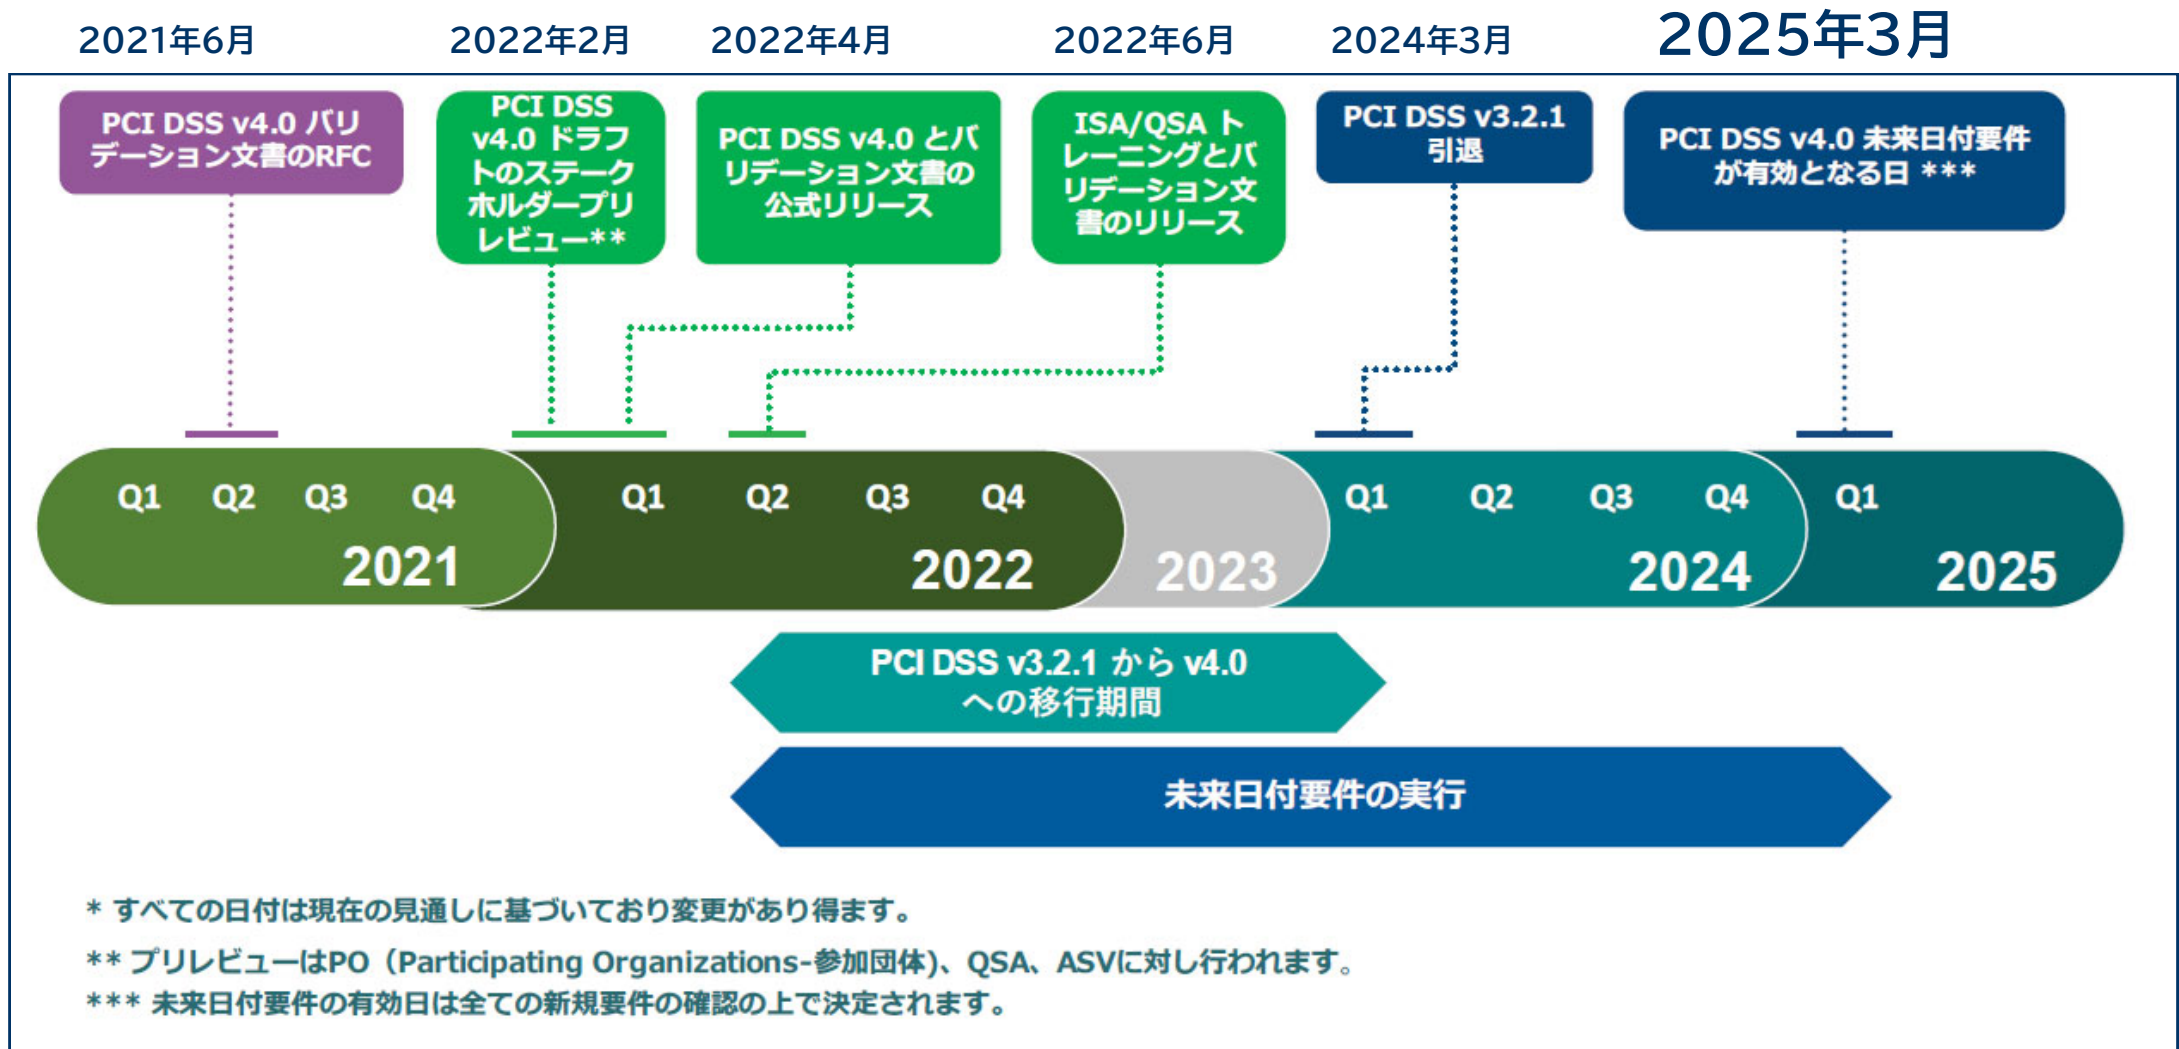 2021年6月
2022年2月
2022年4月
2022年6月
2024年3月
2025年3月
PCI DSS v4.0 バリ
デーション文書のRFC
PCI DSS
v4.0 ドラフ
トのステーク
ホルダープリ
レビュー**
PCI DSS v4.0 とバ
リデーション文書の
公式リリース
ISA/QSA ト
レーニングとバ
リデーション文
書のリリース
PCI DSS v3.2.1
引退
PCI DSS v4.0 未来日付要件
が有効となる日 ***
Q1 Q2 Q3 Q4
2021
Q1 Q2 Q3 Q4
2022
2023
Q1 Q2 Q3 Q4
2024
Q1
2025
PCI DSS v3.2.1 から v4.0
への移行期間
未来日付要件の実行
* すべての日付は現在の見通しに基づいており変更があり得ます。
** プリレビューはPO（Participating Organizations-参加団体)、QSA、ASVに対し行われます。
*** 未来日付要件の有効日は全ての新規要件の確認の上で決定されます。